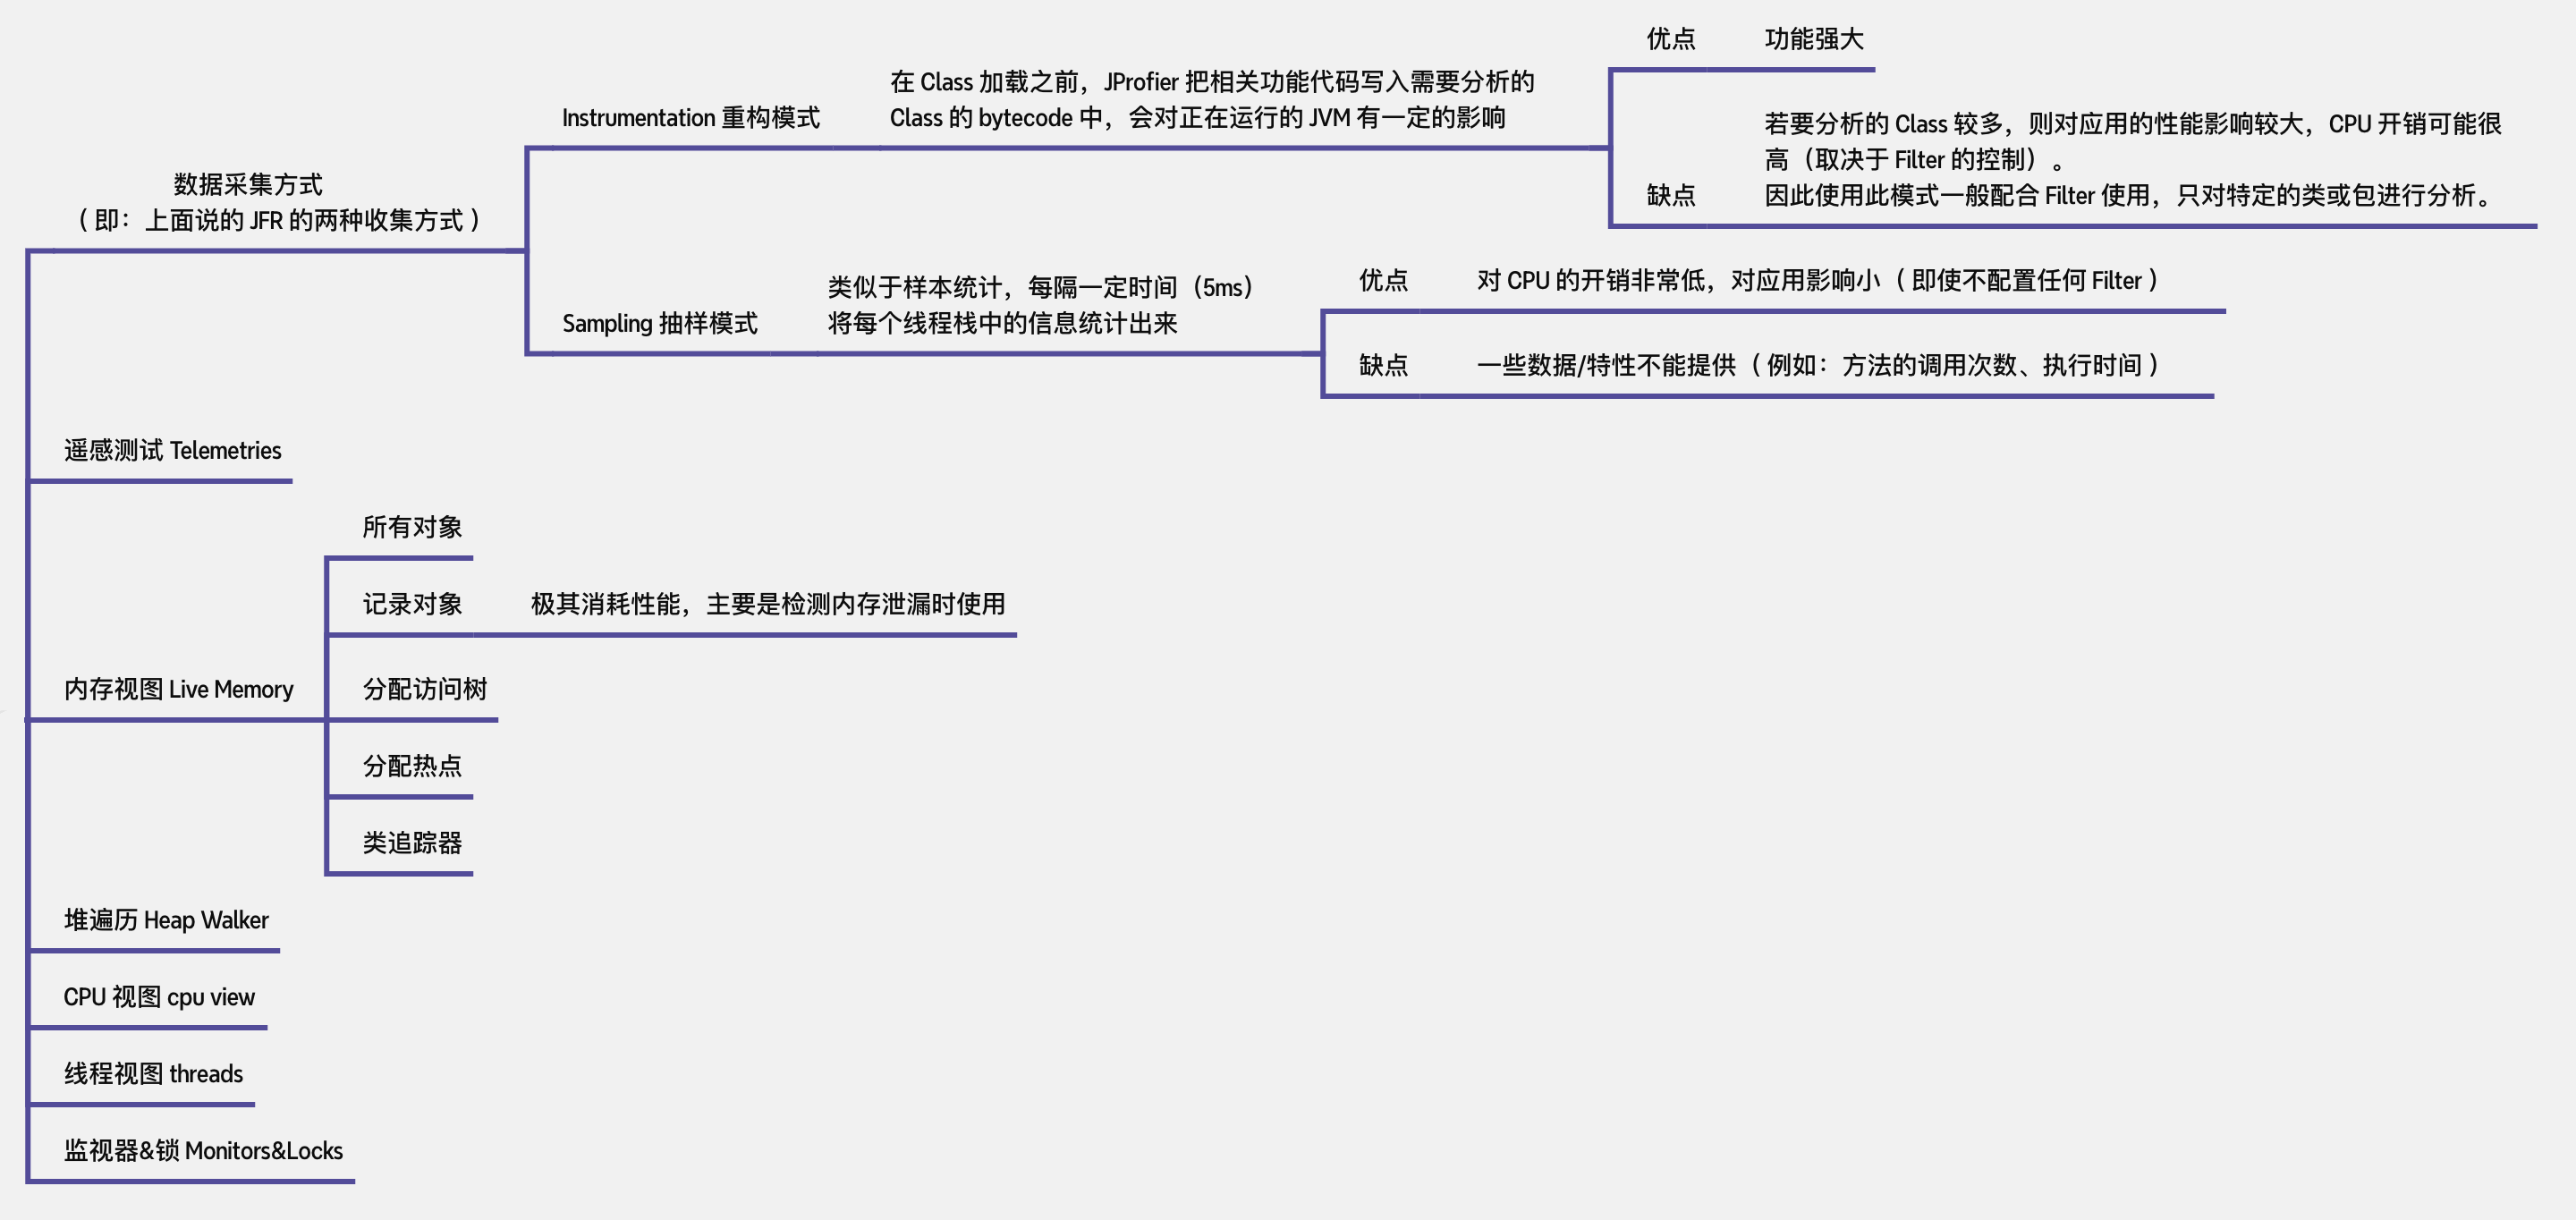 数据采集方式
（即：上面说的 JFR 的两种收集方式）
Instrumentation 重构模式
在 Class 加载之前，JProfier 把相关功能代码写入需要分析的
Class 的 bytecode 中，会对正在运行的 JVM 有一定的影响
优点
功能强大
缺点
若要分析的 Class 较多，则对应用的性能影响较大，CPU 开销可能很
高（取决于 Filter 的控制）。
因此使用此模式一般配合 Filter 使用，只对特定的类或包进行分析。
Sampling 抽样模式
类似于样本统计，每隔一定时间（5ms）
将每个线程栈中的信息统计出来
优点
对 CPU 的开销非常低，对应用影响小（即使不配置任何 Filter）
缺点
一些数据/特性不能提供（例如：方法的调用次数、执行时间）
遥感测试 Telemetries
内存视图 Live Memory
所有对象
记录对象
极其消耗性能，主要是检测内存泄漏时使用
分配访问树
分配热点
类追踪器
堆遍历 Heap Walker
CPU 视图 cpu view
线程视图 threads
监视器&锁 Monitors&Locks